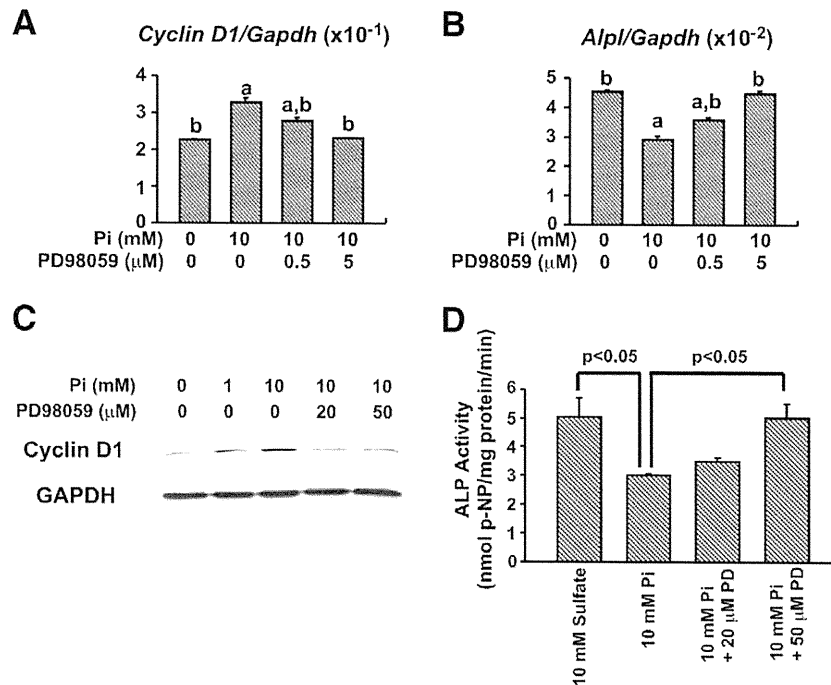 A
Cyclin D1/Gapdh (x10⁻¹)
4
3
2
1
0
b
a
a,b
b
Pi (mM) 0 10 10 10
PD98059 (μM) 0 0 0.5 5
B
Alpl/Gapdh (x10⁻²)
5
4
3
2
1
0
b
a
a,b
b
Pi (mM) 0 10 10 10
PD98059 (μM) 0 0 0.5 5
C
Pi (mM) 0 1 10 10 10
PD98059 (μM) 0 0 0 20 50
Cyclin D1
GAPDH
D
p<0.05
p<0.05
ALP Activity
(nmol p-NP/mg protein/min)
6
5
4
3
2
1
0
10 mM Sulfate
10 mM Pi
10 mM Pi
+ 20 μM PD
10 mM Pi
+ 50 μM PD